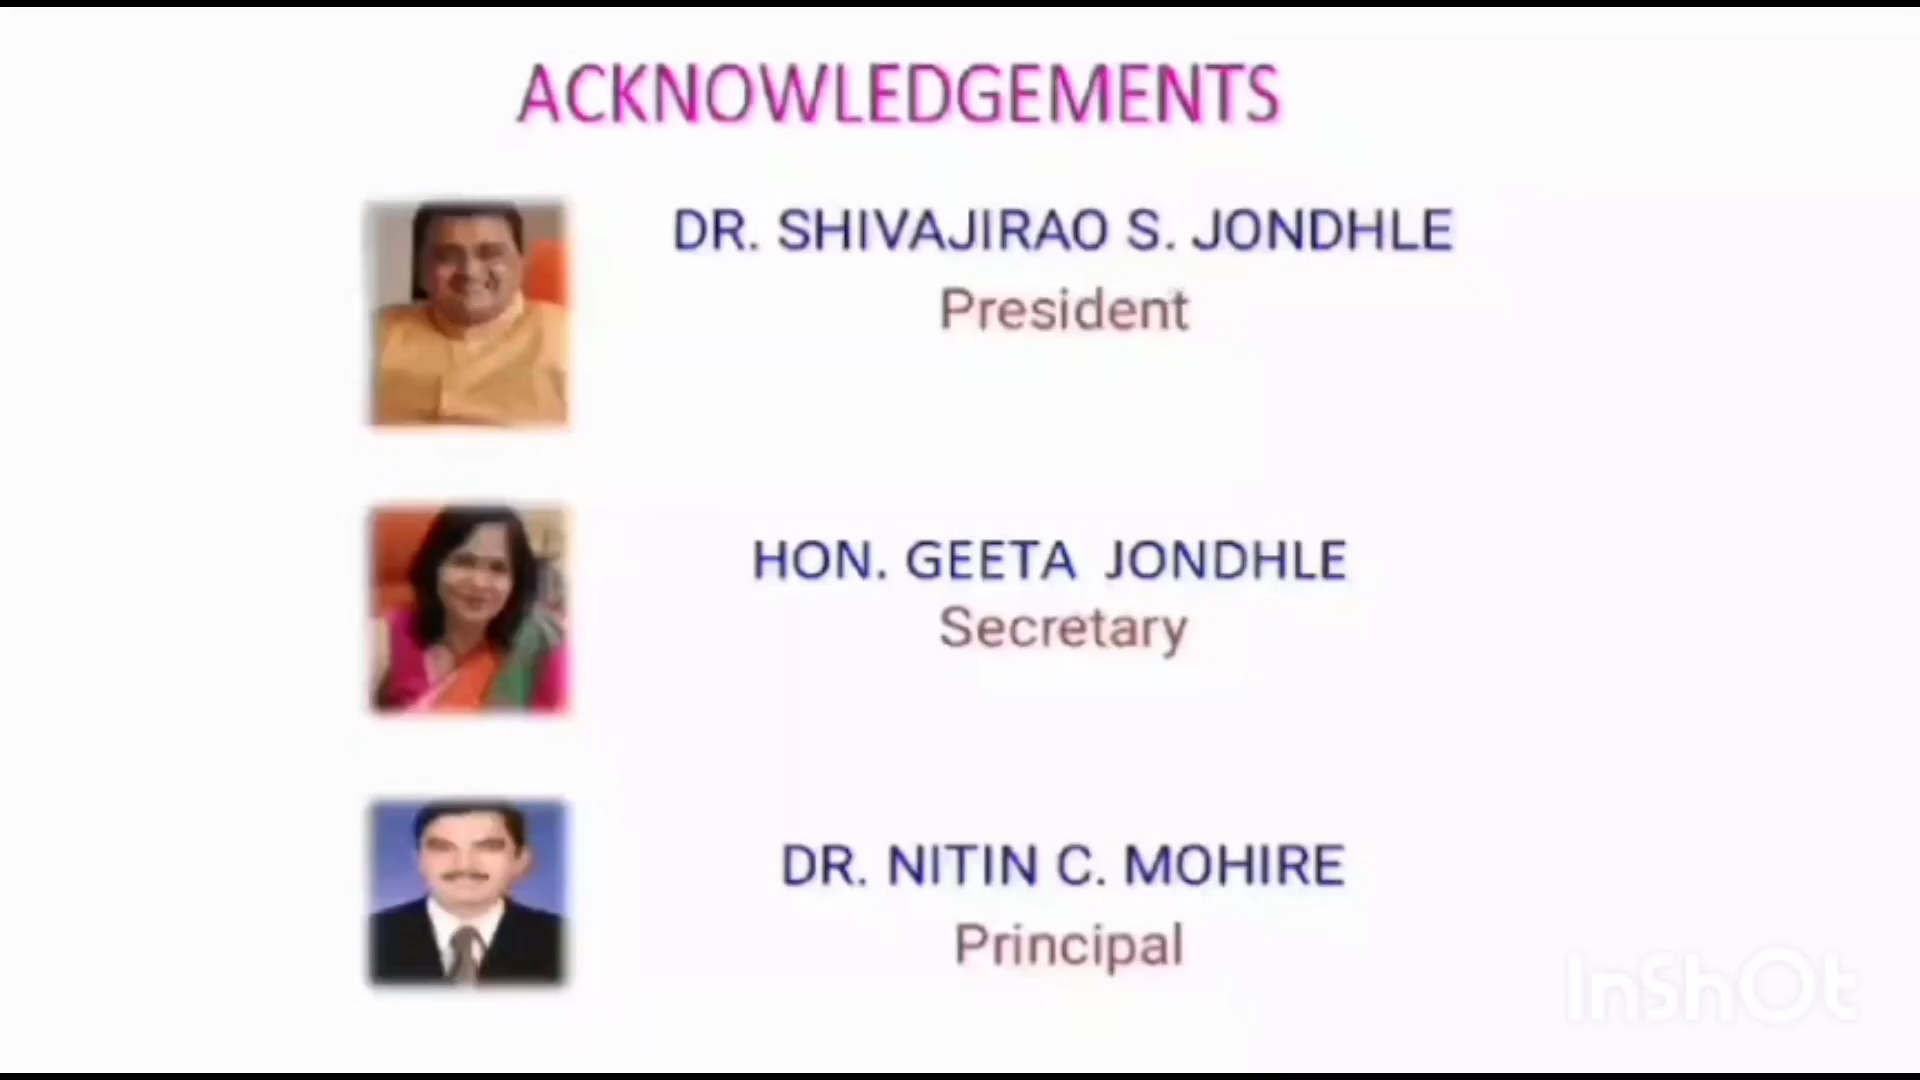 ACKNOWLEDGEMENTS
DR. SHIVAJIRAO S. JONDHLE
President
HON. GEETA JONDHLE
Secretary
DR. NITIN C. MOHIRE
Principal
InShOt